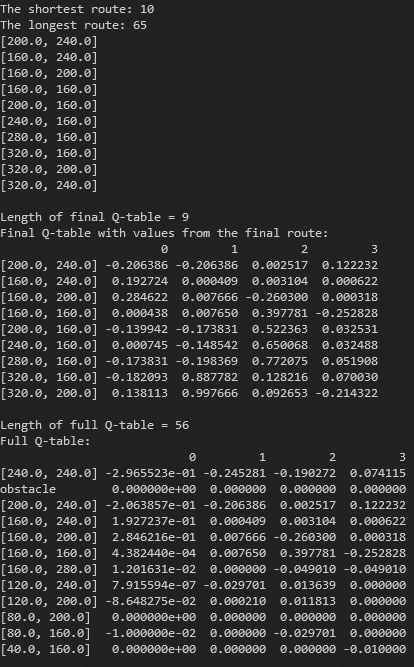 The shortest route: 10
The longest route: 65
[200.0, 240.0]
[160.0, 240.0]
[160.0, 200.0]
[160.0, 160.0]
[200.0, 160.0]
[240.0, 160.0]
[280.0, 160.0]
[320.0, 160.0]
[320.0, 200.0]
[320.0, 240.0]
Length of final Q-table = 9
Final Q-table with values from the final route:
0 1 2 3
[200.0, 240.0] -0.206386 -0.206386 0.002517 0.122232
[160.0, 240.0] 0.192724 0.000409 0.003104 0.000622
[160.0, 200.0] 0.284622 0.007666 -0.260300 0.000318
[160.0, 160.0] 0.000438 0.007650 0.397781 -0.252828
[200.0, 160.0] -0.139942 -0.173831 0.522363 0.032531
[240.0, 160.0] 0.000745 -0.148542 0.650068 0.032488
[280.0, 160.0] -0.173831 -0.198369 0.772075 0.051908
[320.0, 160.0] -0.182093 0.887782 0.128216 0.070030
[320.0, 200.0] 0.138113 0.997666 0.092653 -0.214322
Length of full Q-table = 56
Full Q-table:
0 1 2 3
[240.0, 240.0] -2.965523e-01 -0.245281 -0.190272 0.074115
obstacle 0.000000e+00 0.000000 0.000000 0.000000
[200.0, 240.0] -2.063857e-01 -0.206386 0.002517 0.122232
[160.0, 240.0] 1.927237e-01 0.000409 0.003104 0.000622
[160.0, 200.0] 2.846216e-01 0.007666 -0.260300 0.000318
[160.0, 160.0] 4.382440e-04 0.007650 0.397781 -0.252828
[160.0, 280.0] 1.201631e-02 0.000000 -0.049010 -0.049010
[120.0, 240.0] 7.915594e-07 -0.029701 0.013639 0.000000
[120.0, 200.0] -8.648275e-02 0.000210 0.011813 0.000000
[80.0, 200.0] 0.000000e+00 0.000000 0.000000 0.000000
[80.0, 160.0] -1.000000e-02 0.000000 -0.029701 0.000000
[40.0, 160.0] 0.000000e+00 0.000000 0.000000 -0.010000